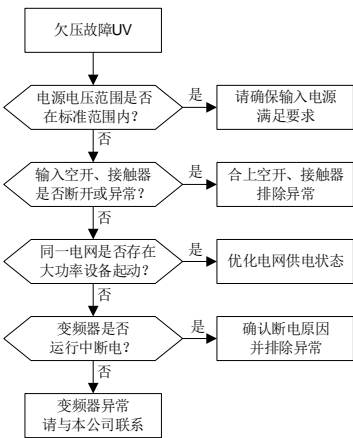 欠压故障UV
电源电压范围是否
在标准范围内？
是
请确保输入电源
满足要求
否
输入空开、接触器
是否断开或异常？
是
合上空开、接触器
排除异常
否
同一电网是否存在
大功率设备起动？
是
优化电网供电状态
否
变频器是否
运行中断电？
是
确认断电原因
并排除异常
否
变频器异常
请与本公司联系